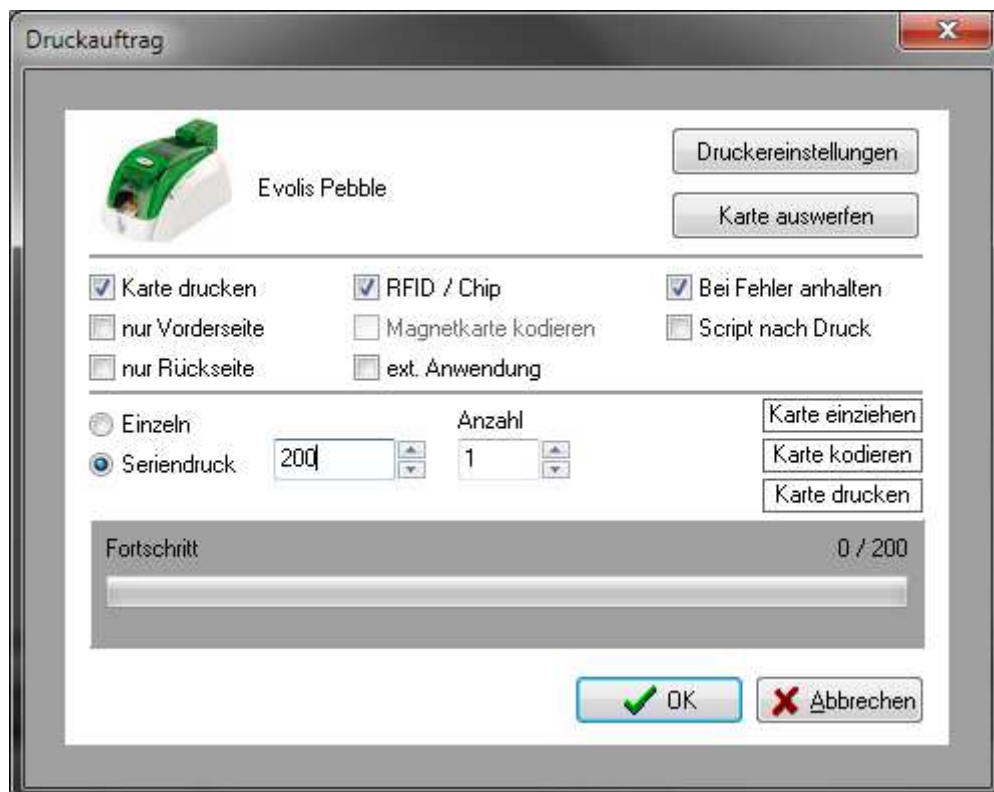 Druckauftrag
Evolis Pebble
Druckereinstellungen
Karte auswerfen
Karte drucken
RFID / Chip
Bei Fehler anhalten
nur Vorderseite
Magnetkarte kodieren
Script nach Druck
nur Rückseite
ext. Anwendung
Einzeln
Anzahl
Karte einziehen
Seriendruck
200
1
Karte kodieren
Karte drucken
Fortschritt
0 / 200
OK
Abbrechen